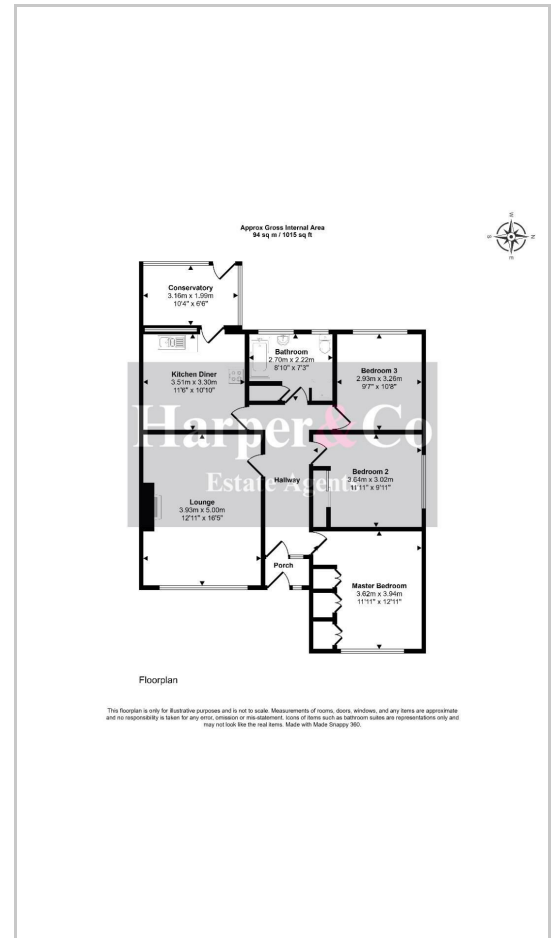 Approx Gross Internal Area
94 sq m / 1015 sq ft
W
S
N
E
Conservatory
3.16m x 1.99m
10'4" x 6'6"
Kitchen Diner
3.51m x 3.30m
11'6" x 10'10"
Bathroom
2.70m x 2.22m
8'10" x 7'3"
Bedroom 3
2.93m x 3.26m
9'7" x 10'8"
Harper&Co
Estate Agents
Bedroom 2
3.64m x 3.02m
11'11" x 9'11"
Hallway
Lounge
3.93m x 5.00m
12'11" x 16'5"
Porch
Master Bedroom
3.62m x 3.94m
11'11" x 12'11"
Floorplan
This floorplan is only for illustrative purposes and is not to scale. Measurements of rooms, doors, windows, and any items are approximate
and no responsibility is taken for any error, omission or mis-statement. Icons of items such as bathroom suites are representations only and
may not look like the real items. Made with Made Snappy 360.